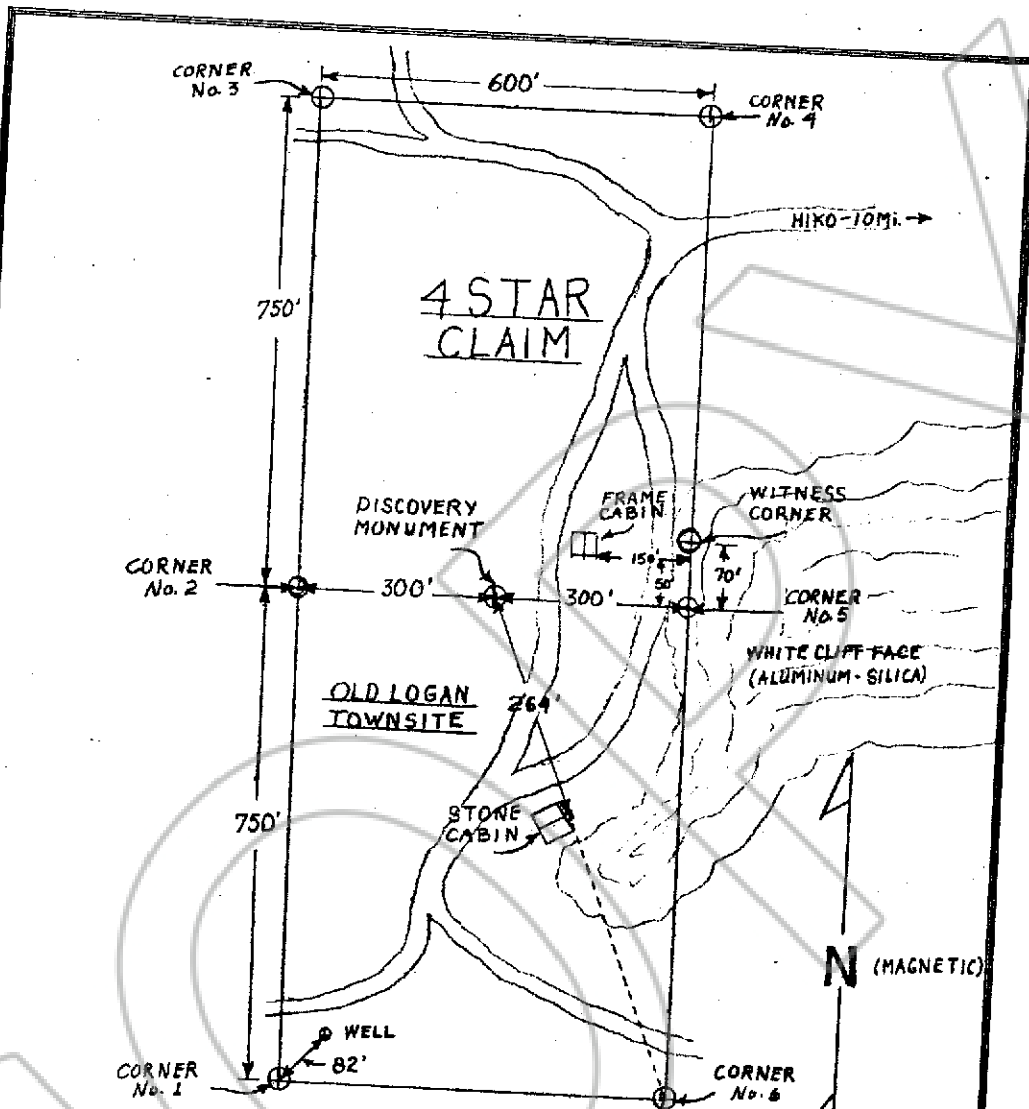 CORNER
No. 3
600'
CORNER
No. 4
HIKO-10Mi.
4 STAR
CLAIM
750'
DISCOVERY
MONUMENT
FRAME
CABIN
WITNESS
CORNER
150'
50'
70'
CORNER
No. 2
300'
300'
CORNER
No. 5
WHITE CLIFF FACE
(ALUMINUM-SILICA)
OLD LOGAN
TOWNSITE
264'
STONE
CABIN
750'
N (MAGNETIC)
WELL
82'
CORNER
No. 1
CORNER
No. 6